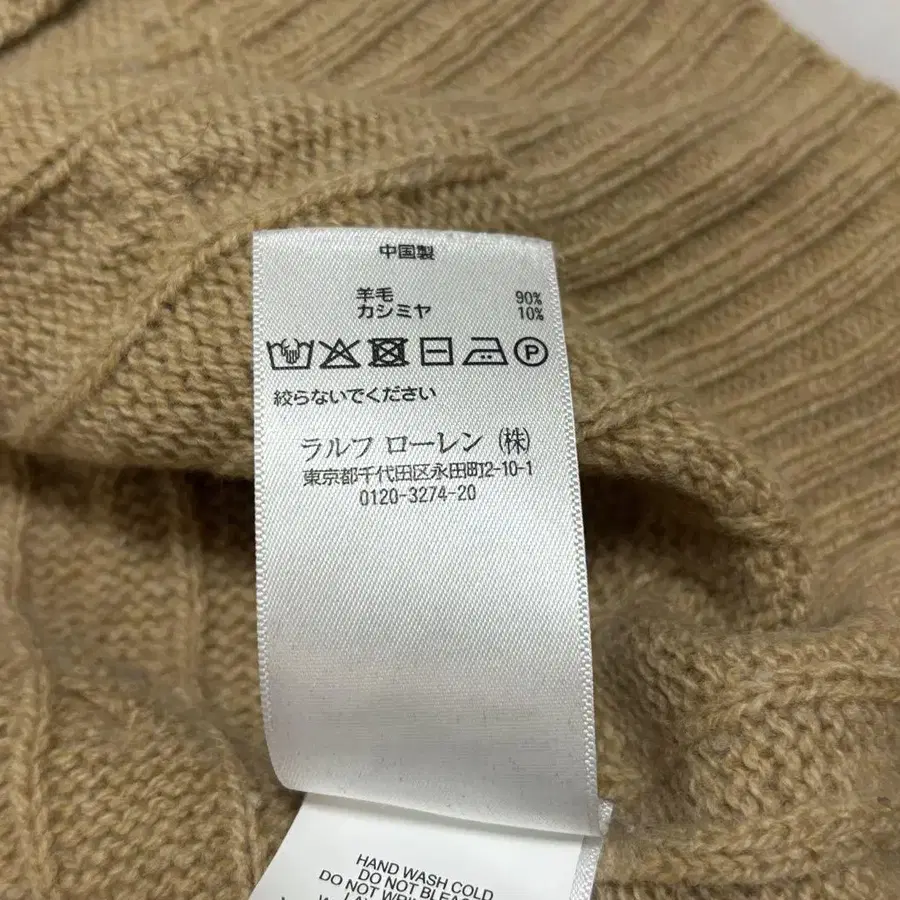 中国製
羊毛 90%
カシミヤ 10%
P
絞らないでください
ラルフ ローレン (株)
東京都千代田区永田町2-10-1
0120-3274-20
HAND WASH COLD
DO NOT BLEAC
DO NOT WRIN